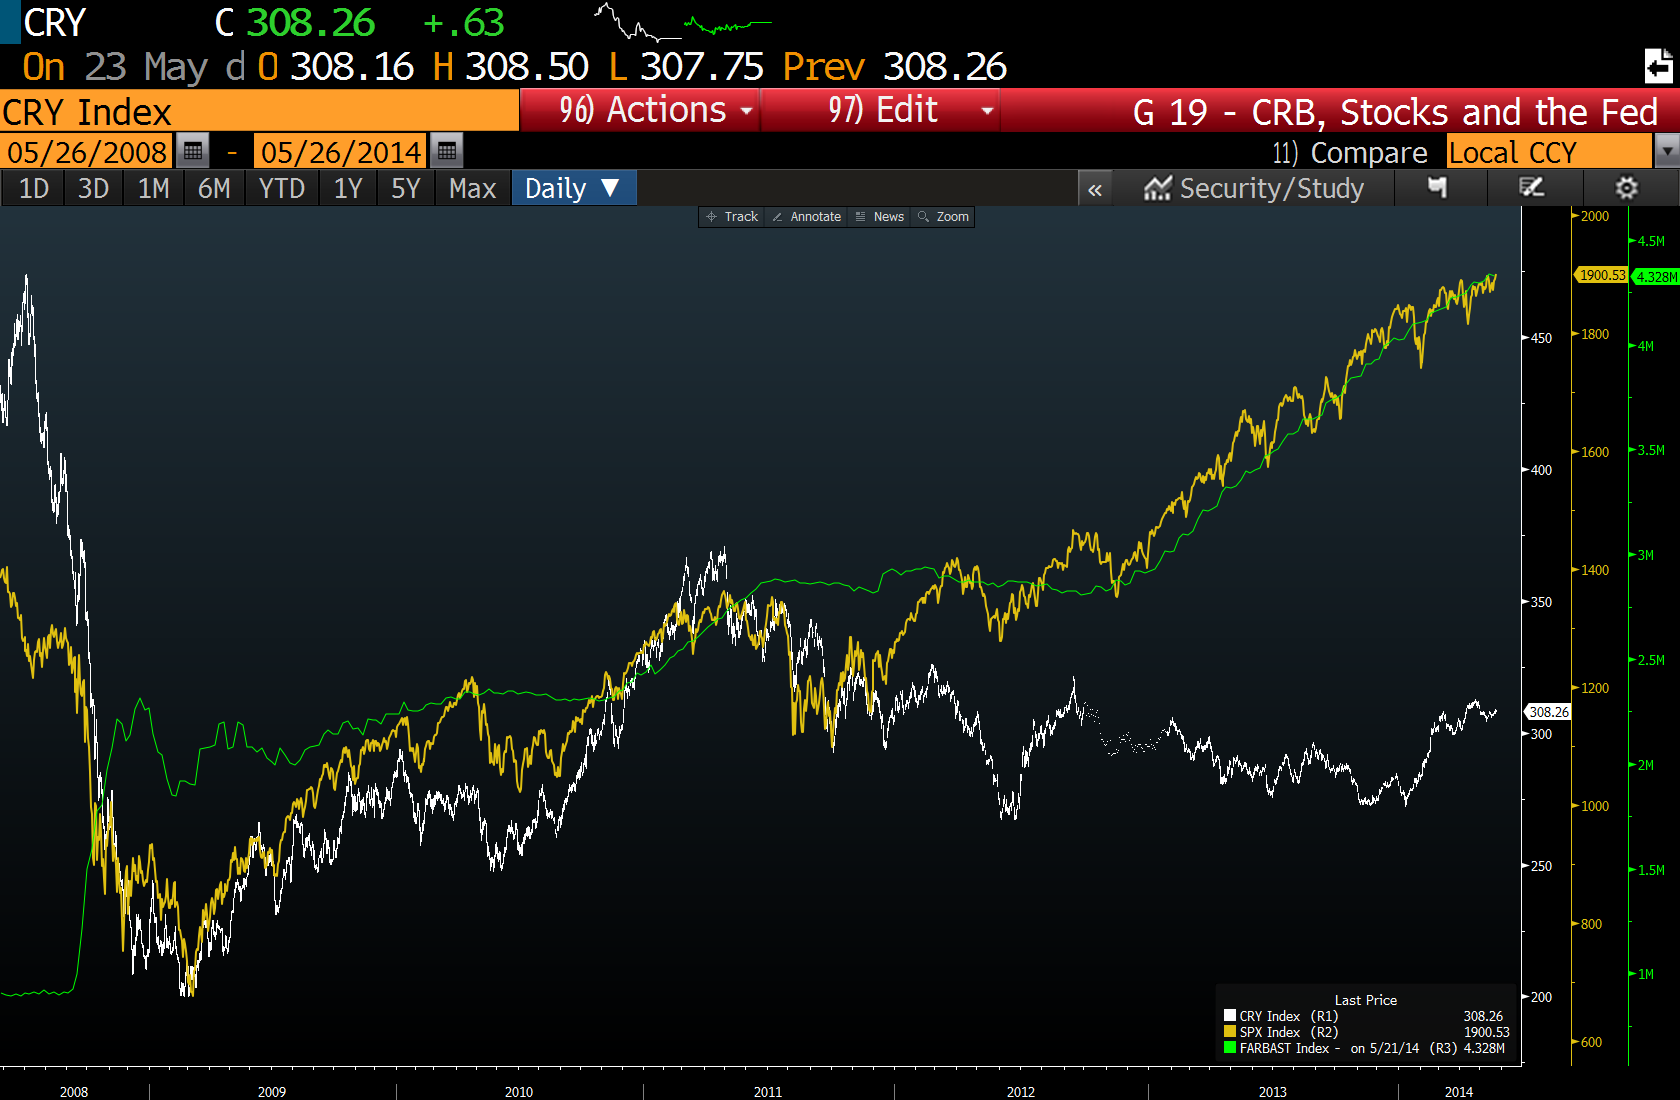 CRY C 308.26 +.63
On 23 May d O 308.16 H 308.50 L 307.75 Prev 308.26
CRY Index 96) Actions 97) Edit G 19 - CRB, Stocks and the Fed
05/26/2008 - 05/26/2014 11) Compare Local CCY
1D 3D 1M 6M YTD 1Y 5Y Max Daily ▼ « Security/Study
Track Annotate News Zoom
2000
4.5M
1900.53 4.328M
450 1800 4M
1600 3.5M
400
3M
1400
350
2.5M
1200
308.26
300
2M
1000
250 1.5M
800
1M
200
600
Last Price
CRY Index (R1) 308.26
SPX Index (R2) 1900.53
FARBAST Index - on 5/21/14 (R3) 4.328M
2008 2009 2010 2011 2012 2013 2014